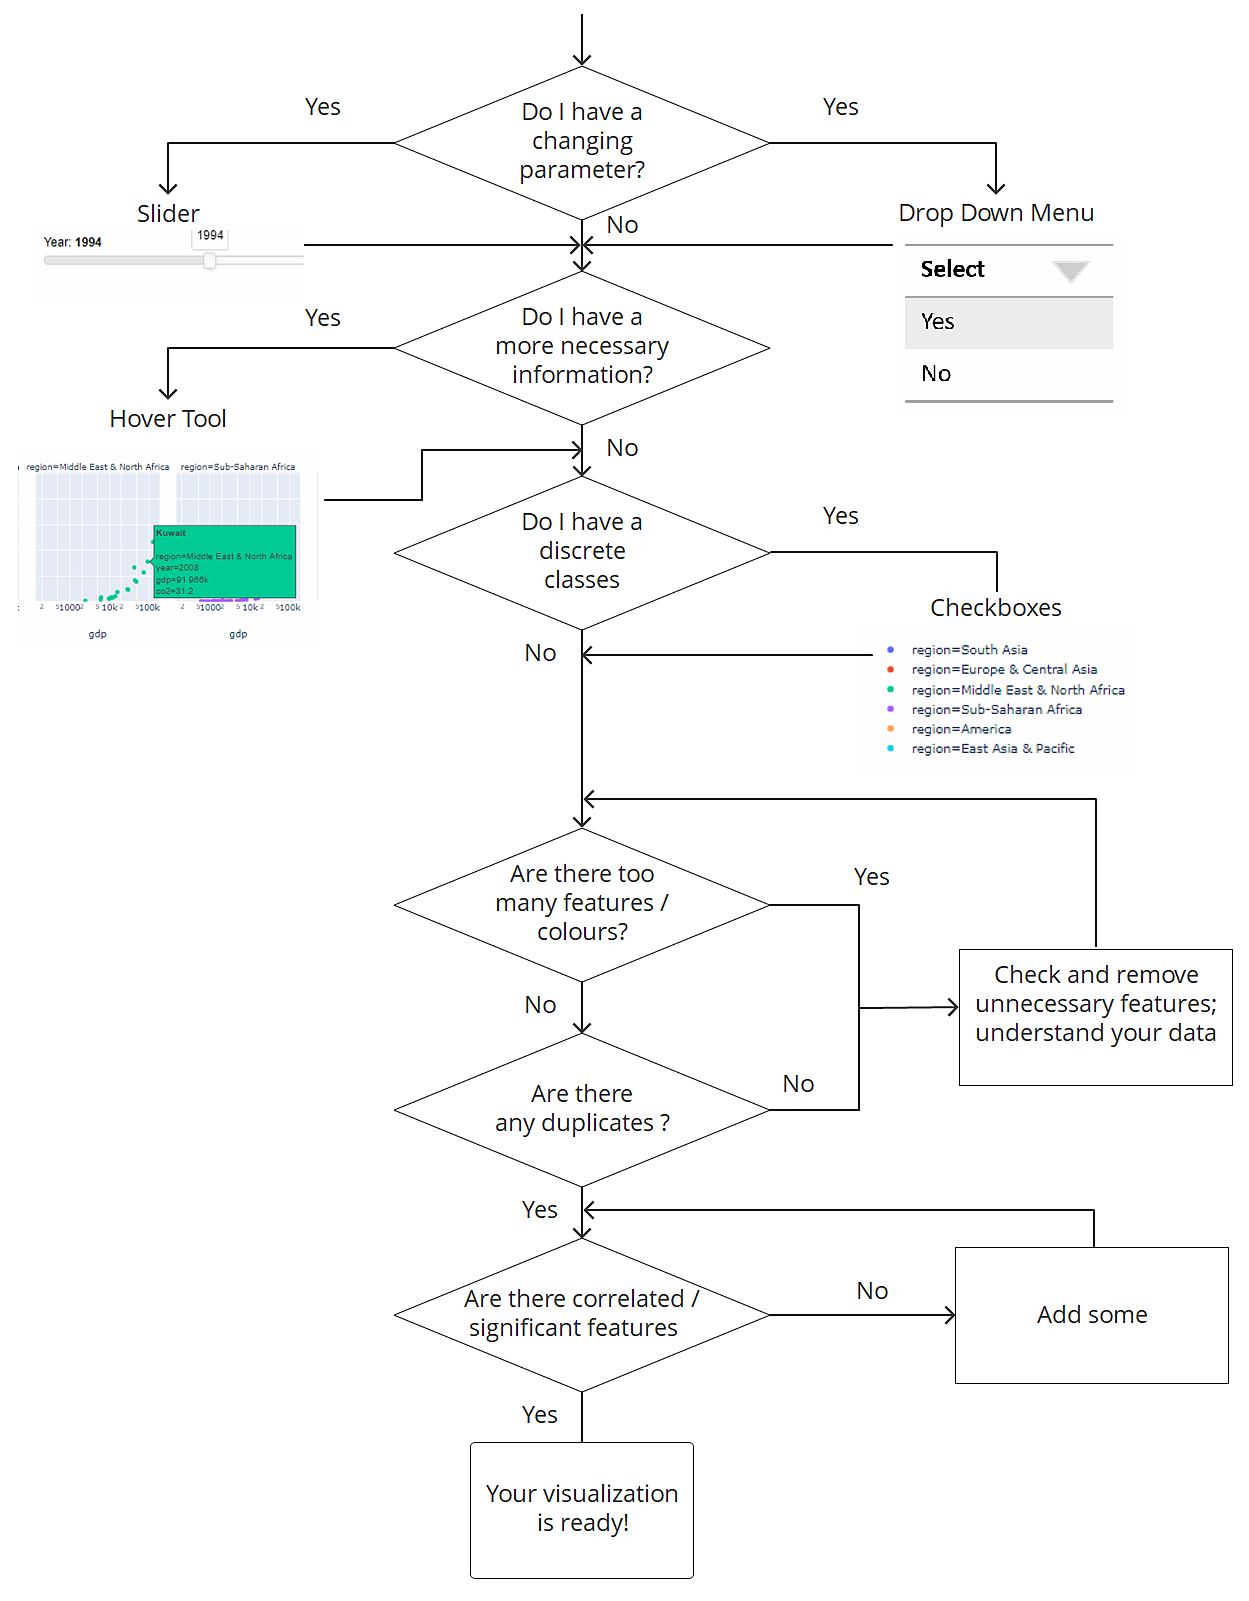 Yes
Do I have a
changing
parameter?
Yes
Slider
Year: 1994
1994
No
Drop Down Menu
Select
Yes
No
Yes
Do I have a
more necessary
information?
Hover Tool
No
region=Middle East & North Africa
region=Sub-Saharan Africa
Kuwait
region=Middle East & North Africa
year=2008
gdp=91.966k
co2=31.2
2 5 1000 2 5 10k 2 5 100k
2 5 1000 2 5 10k 2 5 100k
gdp
gdp
Do I have a
discrete
classes
Yes
Checkboxes
No
region=South Asia
region=Europe & Central Asia
region=Middle East & North Africa
region=Sub-Saharan Africa
region=America
region=East Asia & Pacific
Are there too
many features /
colours?
Yes
Check and remove
unnecessary features;
understand your data
No
Are there
any duplicates ?
No
Yes
Are there correlated /
significant features
No
Add some
Yes
Your visualization
is ready!